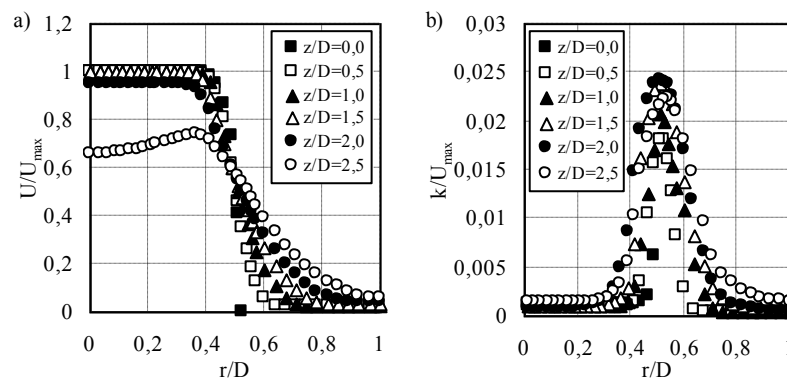 a)
U/Umax
1,2
1
0,8
0,6
0,4
0,2
0
0 0,2 0,4 0,6 0,8 1
r/D
z/D=0,0
z/D=0,5
z/D=1,0
z/D=1,5
z/D=2,0
z/D=2,5
b)
k/Umax
0,03
0,025
0,02
0,015
0,01
0,005
0
0 0,2 0,4 0,6 0,8 1
r/D
z/D=0,0
z/D=0,5
z/D=1,0
z/D=1,5
z/D=2,0
z/D=2,5